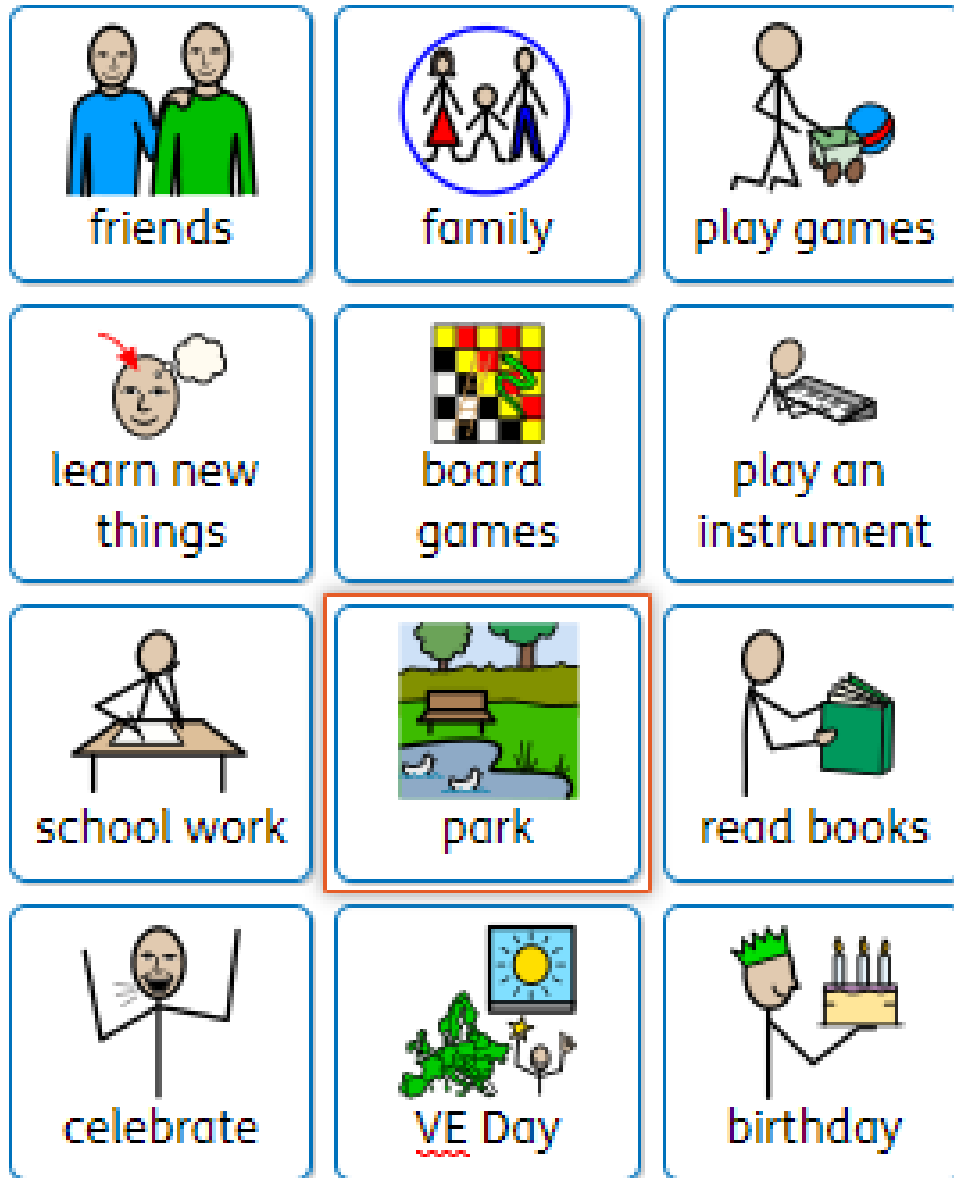 friends
family
play games
learn new
things
board
games
play an
instrument
school work
park
read books
celebrate
VE Day
birthday